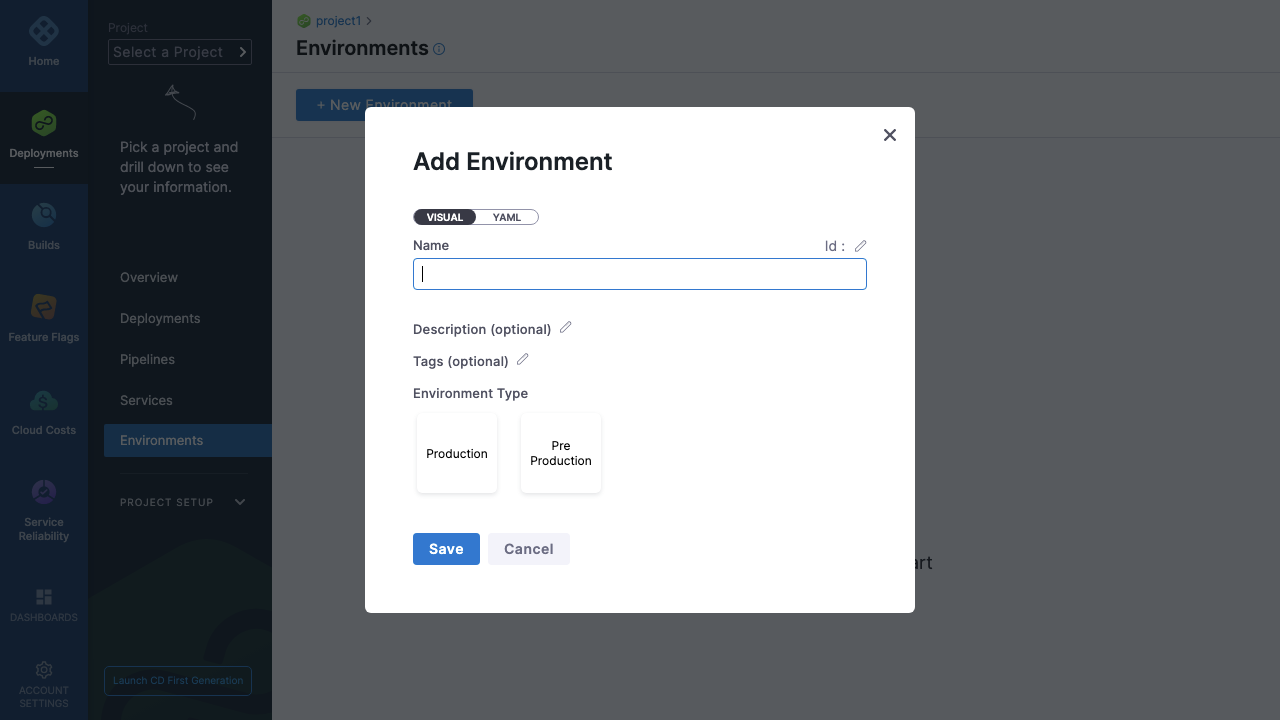 Home
Deployments
Builds
Feature Flags
Cloud Costs
Service
Reliability
DASHBOARDS
ACCOUNT
SETTINGS
Project
Select a Project
Pick a project and
drill down to see
your information.
Overview
Deployments
Pipelines
Services
Environments
PROJECT SETUP
Launch CD First Generation
project1
Environments
+ New Environment
Add Environment
VISUAL YAML
Name Id :
Description (optional)
Tags (optional)
Environment Type
Production
Pre
Production
Save Cancel
art